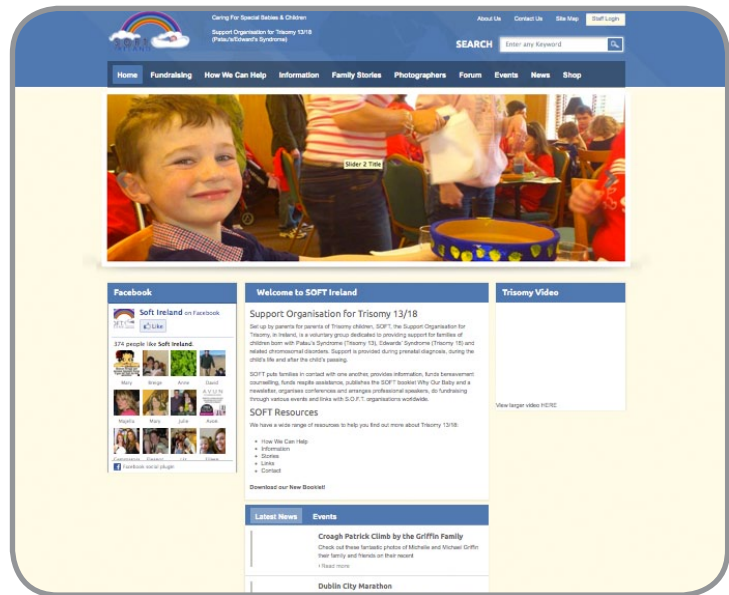 Caring For Special Babies & Children
Support Organisation for Trisomy 13/18
(Patau's/Edward's Syndrome)
About Us Contact Us Site Map Staff Login
SOFT
IRELAND
SEARCH Enter any Keyword
Home Fundraising How We Can Help Information Family Stories Photographers Forum Events News Shop
Slider 2 Title
Facebook
Soft Ireland on Facebook
Like
374 people like Soft Ireland.
Mary Bridge Anne David
Majella Mary Julie Aynn
Facebook social plugin
Welcome to SOFT Ireland
Support Organisation for Trisomy 13/18
Set up by parents for parents of Trisomy children, SOFT, the Support Organisation for
Trisomy, in Ireland, is a voluntary group dedicated to providing support for families of
children born with Patau's Syndrome (Trisomy 13), Edwards' Syndrome (Trisomy 18) and
related chromosomal disorders. Support is provided during prenatal diagnosis, during the
child's life and after the child's passing.
SOFT puts families in contact with one another, provides information, funds bereavement
counselling, funds respite assistance, publishes the SOFT booklet Why Our Baby and a
newsletter, organises conferences and arranges professional speakers, do fundraising
through various events and links with S.O.F.T. organisations worldwide.
SOFT Resources
We have a wide range of resources to help you find out more about Trisomy 13/18:
How We Can Help
Information
Stories
Links
Contact
Download our New Booklet!
Latest News Events
Croagh Patrick Climb by the Griffin Family
Check out these fantastic photos of Michelle and Michael Griffin
their family and friends on their recent
› Read more
Dublin City Marathon
Trisomy Video
View larger video HERE